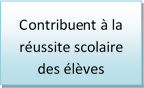 Contribuent à la
réussite scolaire
des élèves